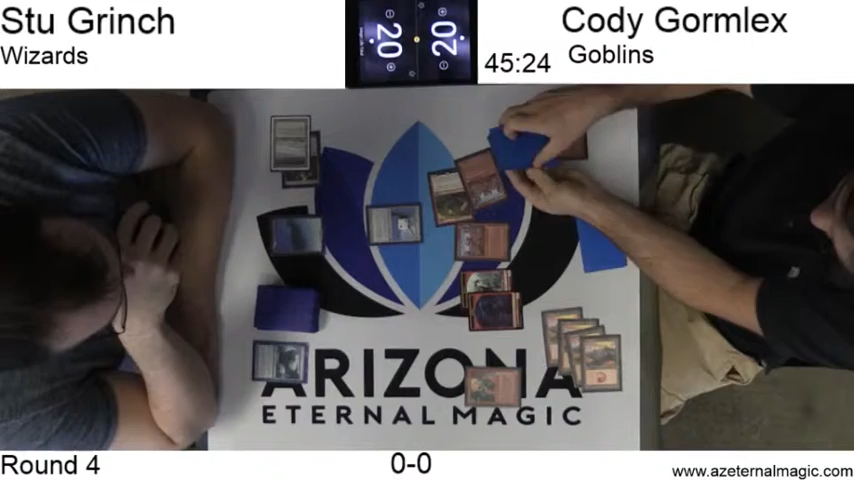 Stu Grinch
Wizards
20
20
45:24
Cody Gormlex
Goblins
ARIZONA
ETERNAL MAGIC
Round 4
0-0
www.azeternalmagic.com